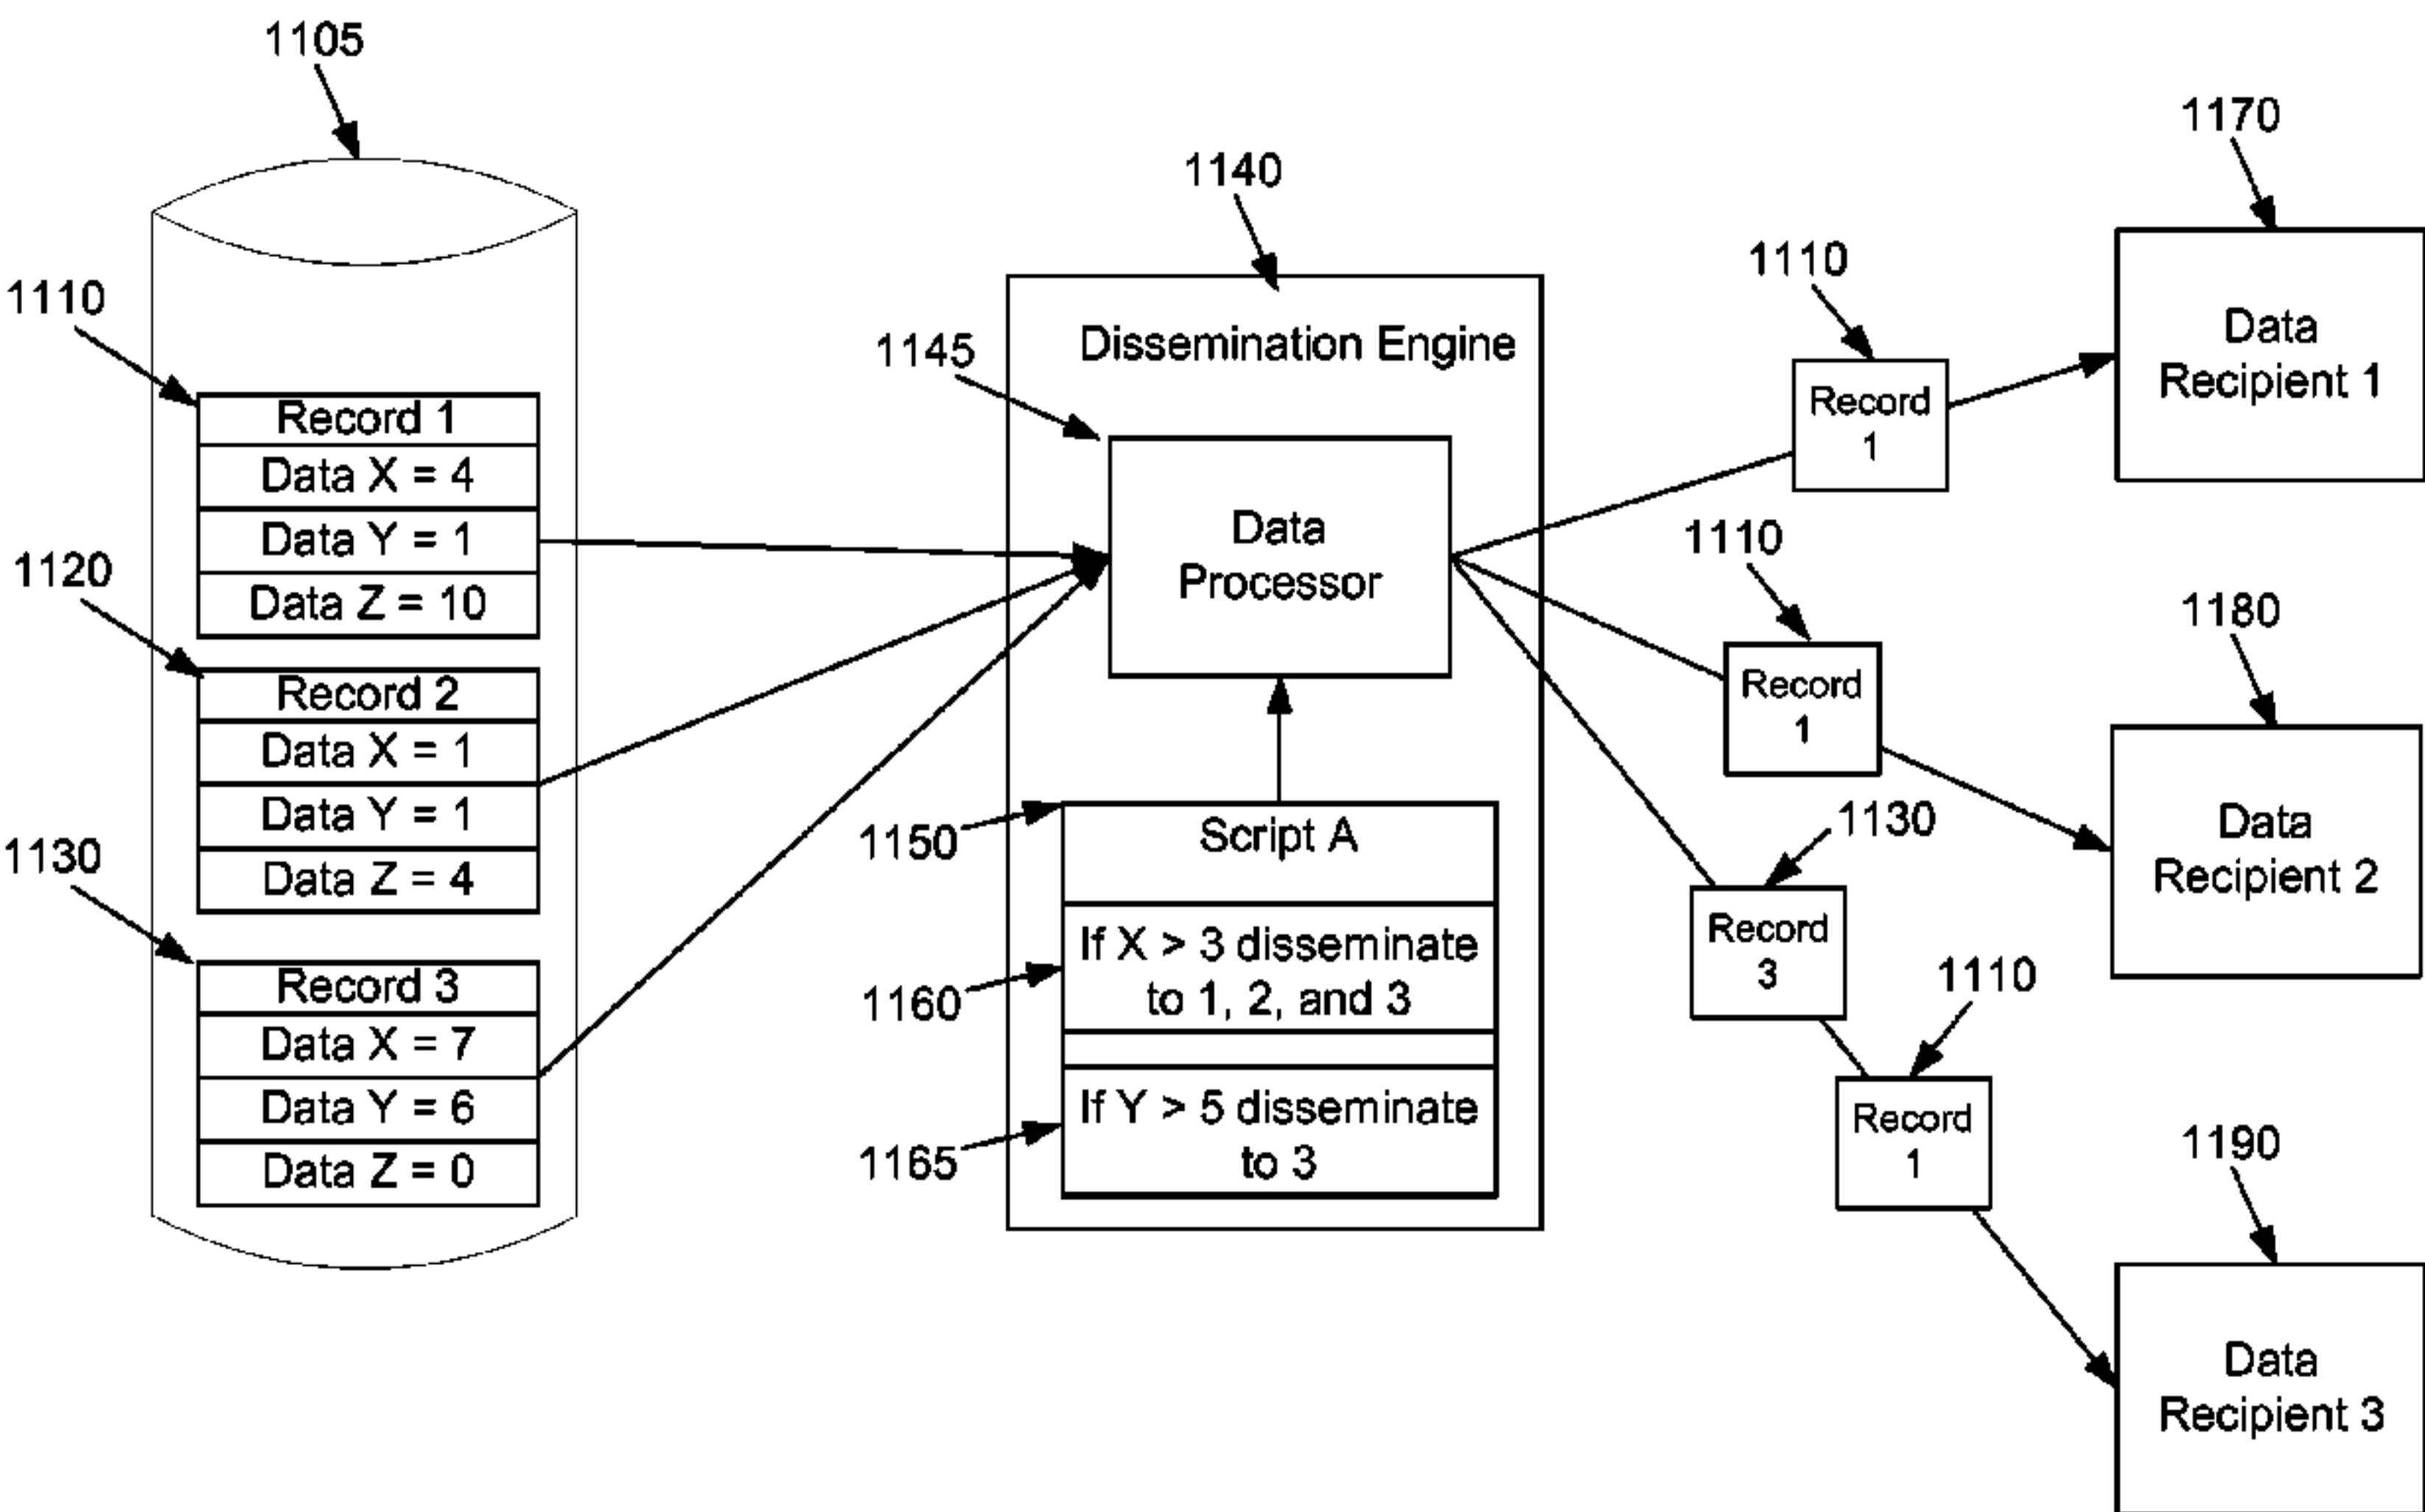 1105
1110
Record 1
Data X = 4
Data Y = 1
Data Z = 10
1120
Record 2
Data X = 1
Data Y = 1
Data Z = 4
1130
Record 3
Data X = 7
Data Y = 6
Data Z = 0
1140
Dissemination Engine
1145
Data
Processor
1150
Script A
1160
If X > 3 disseminate
to 1, 2, and 3
1165
If Y > 5 disseminate
to 3
1110
Record
1
1110
Record
1
1130
Record
3
1110
Record
1
1170
Data
Recipient 1
1180
Data
Recipient 2
1190
Data
Recipient 3